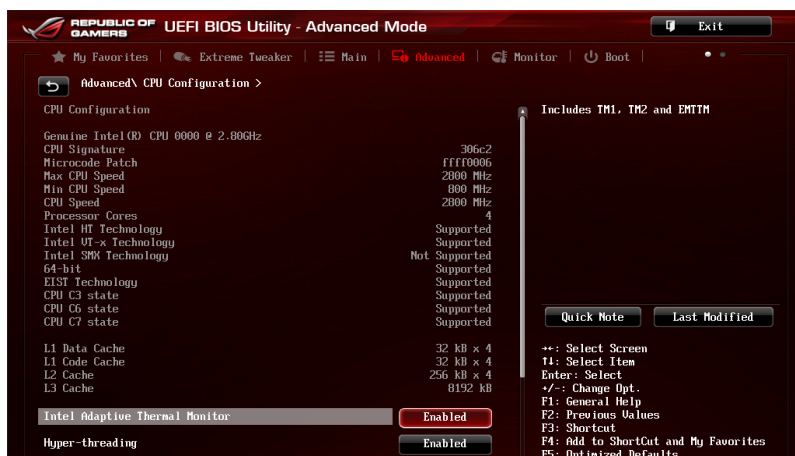 REPUBLIC OF GAMERS UEFI BIOS Utility - Advanced Mode Exit
My Favorites Extreme Tweaker Main Advanced Monitor Boot
Advanced\ CPU Configuration >
CPU Configuration
Genuine Intel(R) CPU 0000 @ 2.80GHz
CPU Signature 306c2
Microcode Patch ffff0006
Max CPU Speed 2800 MHz
Min CPU Speed 800 MHz
CPU Speed 2800 MHz
Processor Cores 4
Intel HT Technology Supported
Intel VT-x Technology Supported
Intel SMX Technology Not Supported
64-bit Supported
EIST Technology Supported
CPU C3 state Supported
CPU C6 state Supported
CPU C7 state Supported
L1 Data Cache 32 kB x 4
L1 Code Cache 32 kB x 4
L2 Cache 256 kB x 4
L3 Cache 8192 kB
Intel Adaptive Thermal Monitor Enabled
Hyper-threading Enabled
Includes TM1, TM2 and EMTTM
Quick Note Last Modified
→←: Select Screen
↑↓: Select Item
Enter: Select
+/-: Change Opt.
F1: General Help
F2: Previous Values
F3: Shortcut
F4: Add to ShortCut and My Favorites
F5: Optimized Defaults